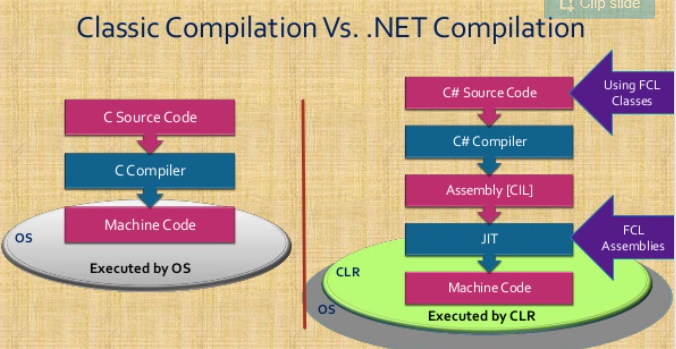 Clip slide
Classic Compilation Vs. .NET Compilation
C Source Code
C Compiler
Machine Code
OS
Executed by OS
C# Source Code
Using FCL
Classes
C# Compiler
Assembly [CIL]
JIT
FCL
Assemblies
CLR
Machine Code
OS
Executed by CLR